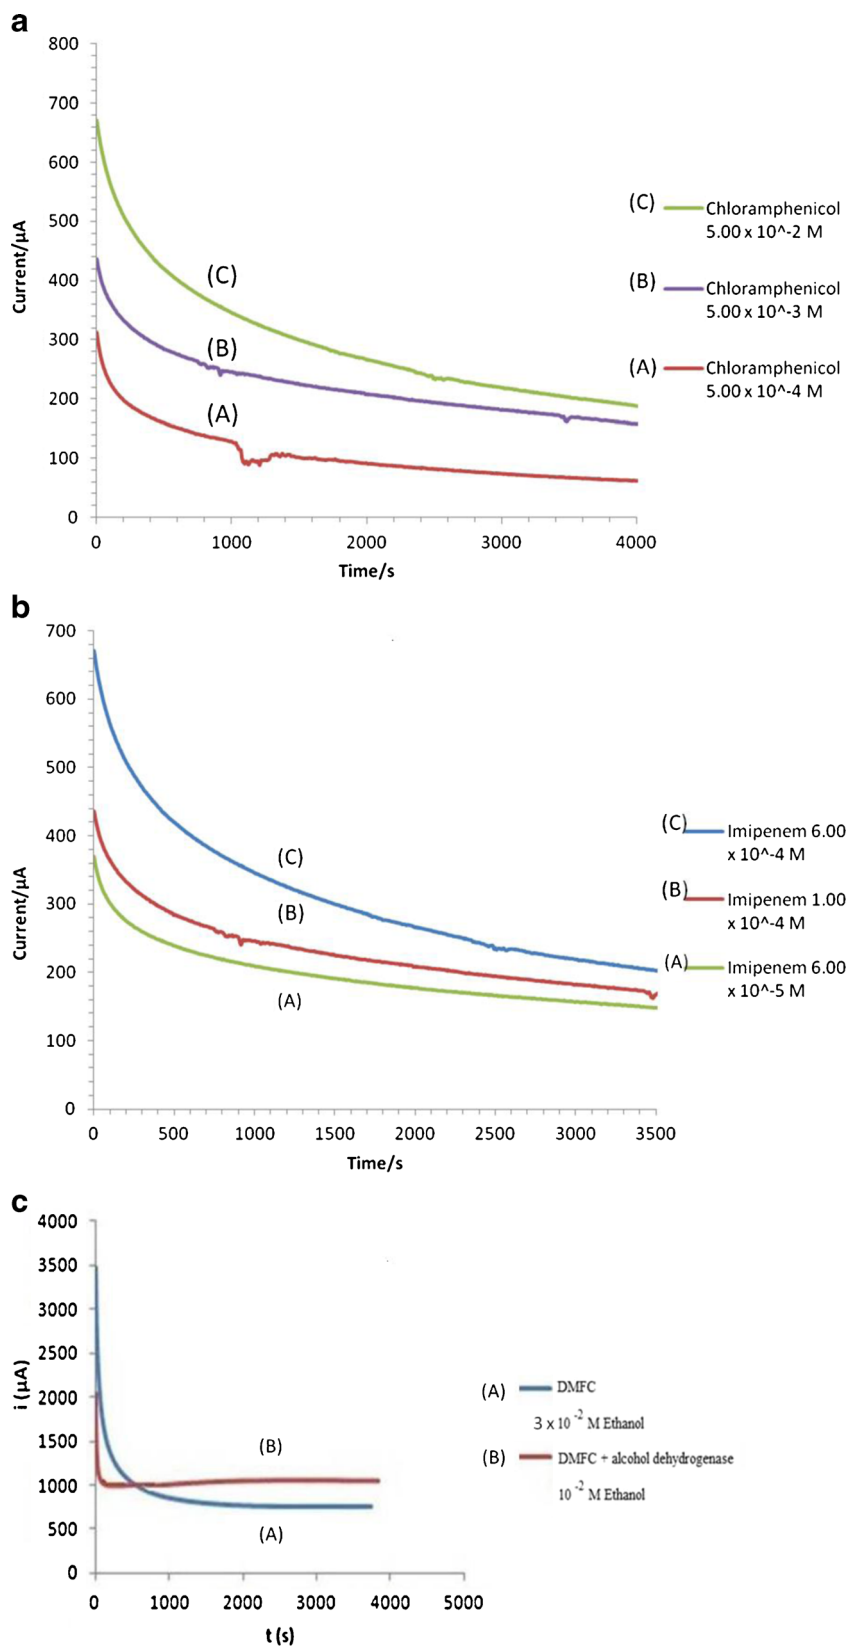 a
800
700
600
500
400
300
200
100
0
Current/µA
0 1000 2000 3000 4000
Time/s
(C)
(B)
(A)
(C) Chloramphenicol
5.00 x 10^-2 M
(B) Chloramphenicol
5.00 x 10^-3 M
(A) Chloramphenicol
5.00 x 10^-4 M
b
700
600
500
400
300
200
100
0
Current/µA
0 500 1000 1500 2000 2500 3000 3500
Time/s
(C)
(B)
(A)
(C) Imipenem 6.00
x 10^-4 M
(B) Imipenem 1.00
x 10^-4 M
(A) Imipenem 6.00
x 10^-5 M
c
4000
3500
3000
2500
2000
1500
1000
500
0
i (µA)
0 1000 2000 3000 4000 5000
t (s)
(B)
(A)
(A) DMFC
3 x 10 -2 M Ethanol
(B) DMFC + alcohol dehydrogenase
10 -2 M Ethanol